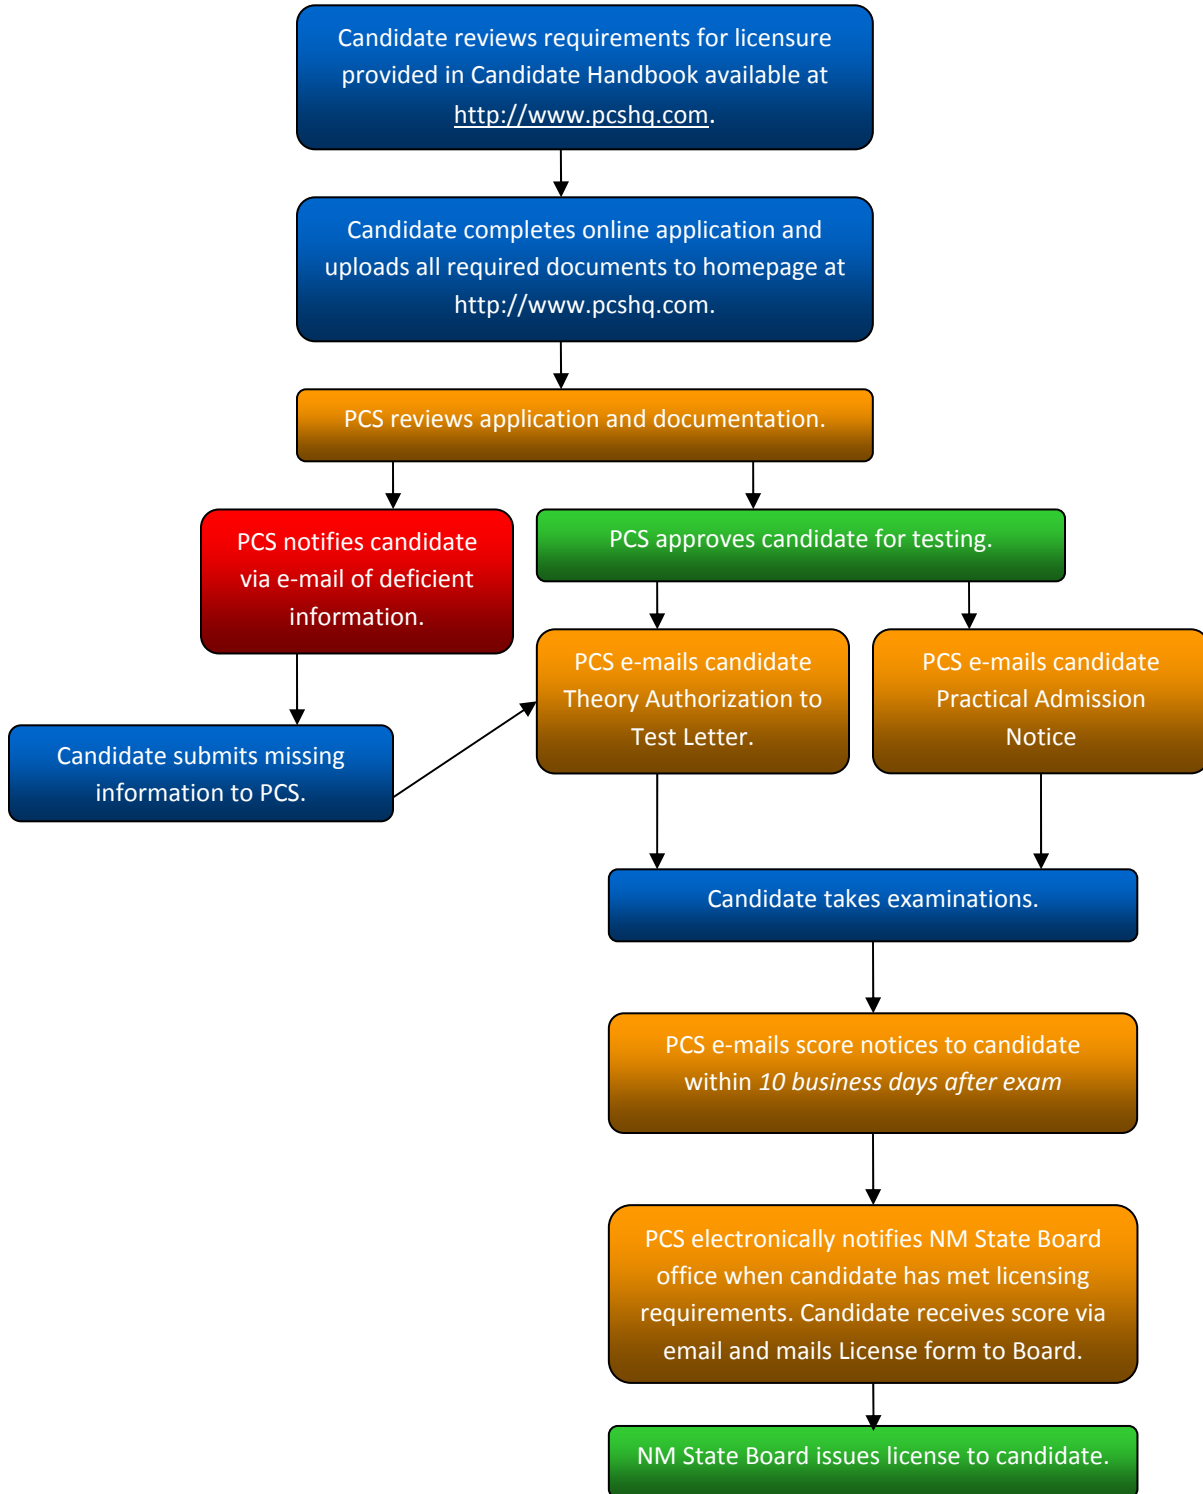 Candidate reviews requirements for licensure
provided in Candidate Handbook available at
http://www.pcshq.com.
Candidate completes online application and
uploads all required documents to homepage at
http://www.pcshq.com.
PCS reviews application and documentation.
PCS notifies candidate
via e-mail of deficient
information.
PCS approves candidate for testing.
Candidate submits missing
information to PCS.
PCS e-mails candidate
Theory Authorization to
Test Letter.
PCS e-mails candidate
Practical Admission
Notice
Candidate takes examinations.
PCS e-mails score notices to candidate
within 10 business days after exam
PCS electronically notifies NM State Board
office when candidate has met licensing
requirements. Candidate receives score via
email and mails License form to Board.
NM State Board issues license to candidate.